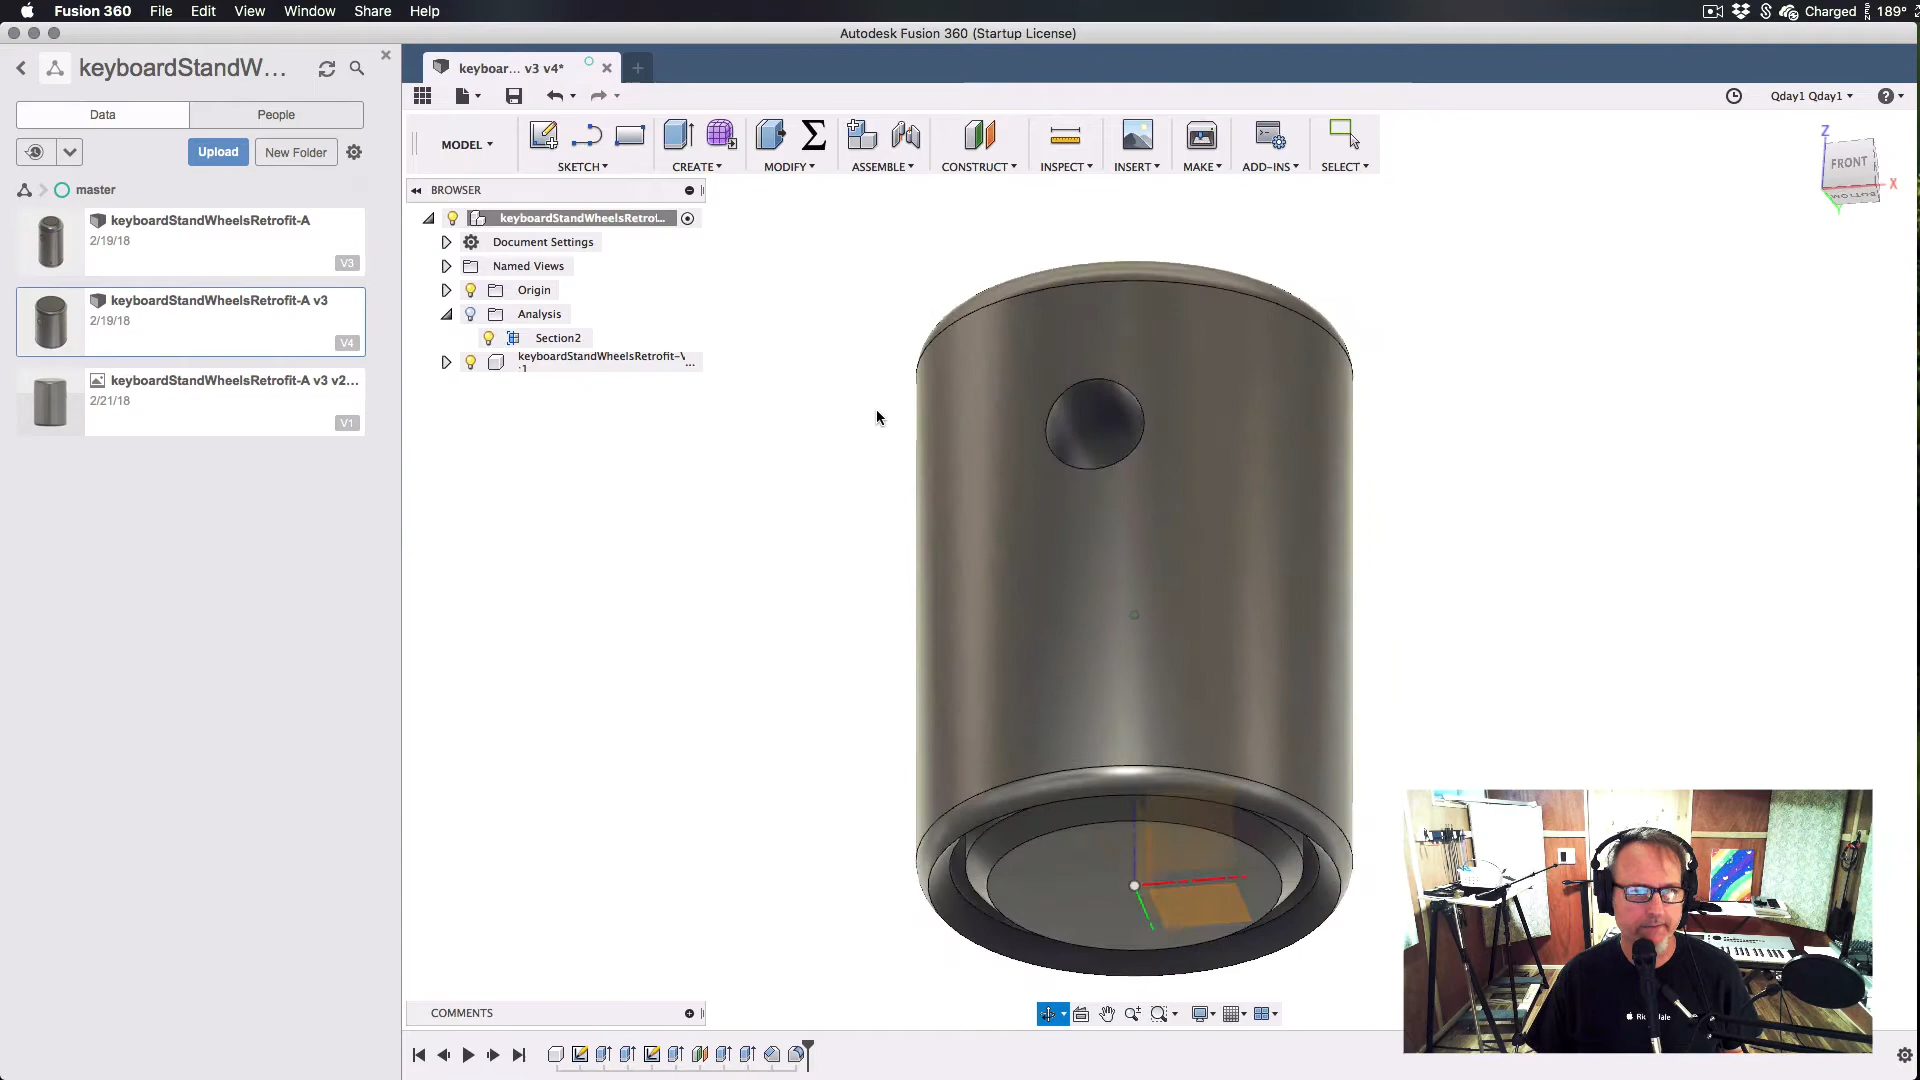 Fusion 360 File Edit View Window Share Help Charged 189°
Autodesk Fusion 360 (Startup License)
keyboardStandW...
keyboar... v3 v4*
Data People
Qday1 Qday1
Upload New Folder
MODEL
SKETCH CREATE MODIFY ASSEMBLE CONSTRUCT INSPECT INSERT MAKE ADD-INS SELECT
Z
FRONT
X
BOTTOM
master
BROWSER
keyboardStandWheelsRetrofit-A
2/19/18
V3
keyboardStandWheelsRetrofit-A v3
2/19/18
V4
keyboardStandWheelsRetrofit-A v3 v2...
2/21/18
V1
keyboardStandWheelsRetrof...
Document Settings
Named Views
Origin
Analysis
Section2
keyboardStandWheelsRetrofit-V
:1 ...
COMMENTS